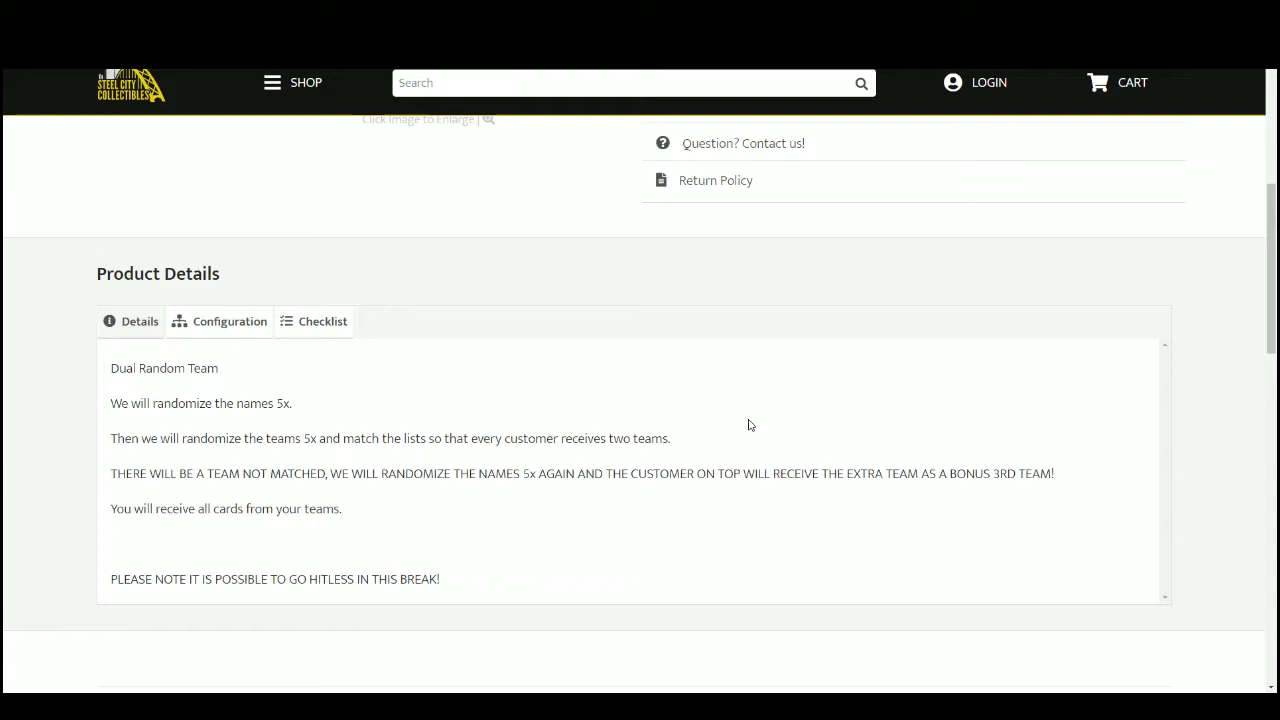 STEEL CITY
COLLECTIBLES
SHOP
Search
LOGIN
CART
Click Image to Enlarge |
Question? Contact us!
Return Policy
Product Details
Details
Configuration
Checklist
Dual Random Team
We will randomize the names 5x.
Then we will randomize the teams 5x and match the lists so that every customer receives two teams.
THERE WILL BE A TEAM NOT MATCHED, WE WILL RANDOMIZE THE NAMES 5x AGAIN AND THE CUSTOMER ON TOP WILL RECEIVE THE EXTRA TEAM AS A BONUS 3RD TEAM!
You will receive all cards from your teams.
PLEASE NOTE IT IS POSSIBLE TO GO HITLESS IN THIS BREAK!